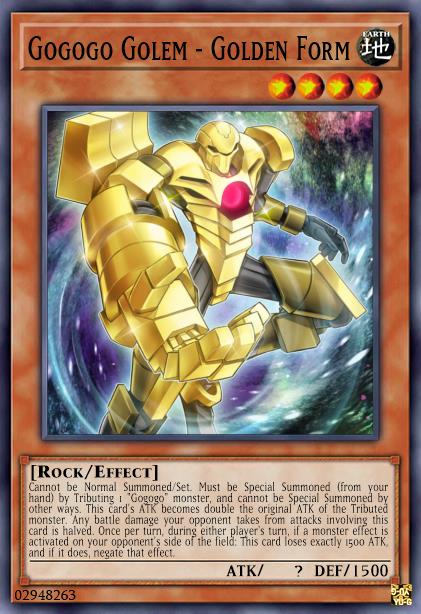 GOGOGO GOLEM - GOLDEN FORM
EARTH
地
[ROCK/EFFECT]
Cannot be Normal Summoned/Set. Must be Special Summoned (from your
hand) by Tributing 1 "Gogogo" monster, and cannot be Special Summoned by
other ways. This card's ATK becomes double the original ATK of the Tributed
monster. Any battle damage your opponent takes from attacks involving this
card is halved. Once per turn, during either player's turn, if a monster effect is
activated on your opponent's side of the field: This card loses exactly 1500 ATK,
and if it does, negate that effect.
ATK/ ? DEF/1500
02948263